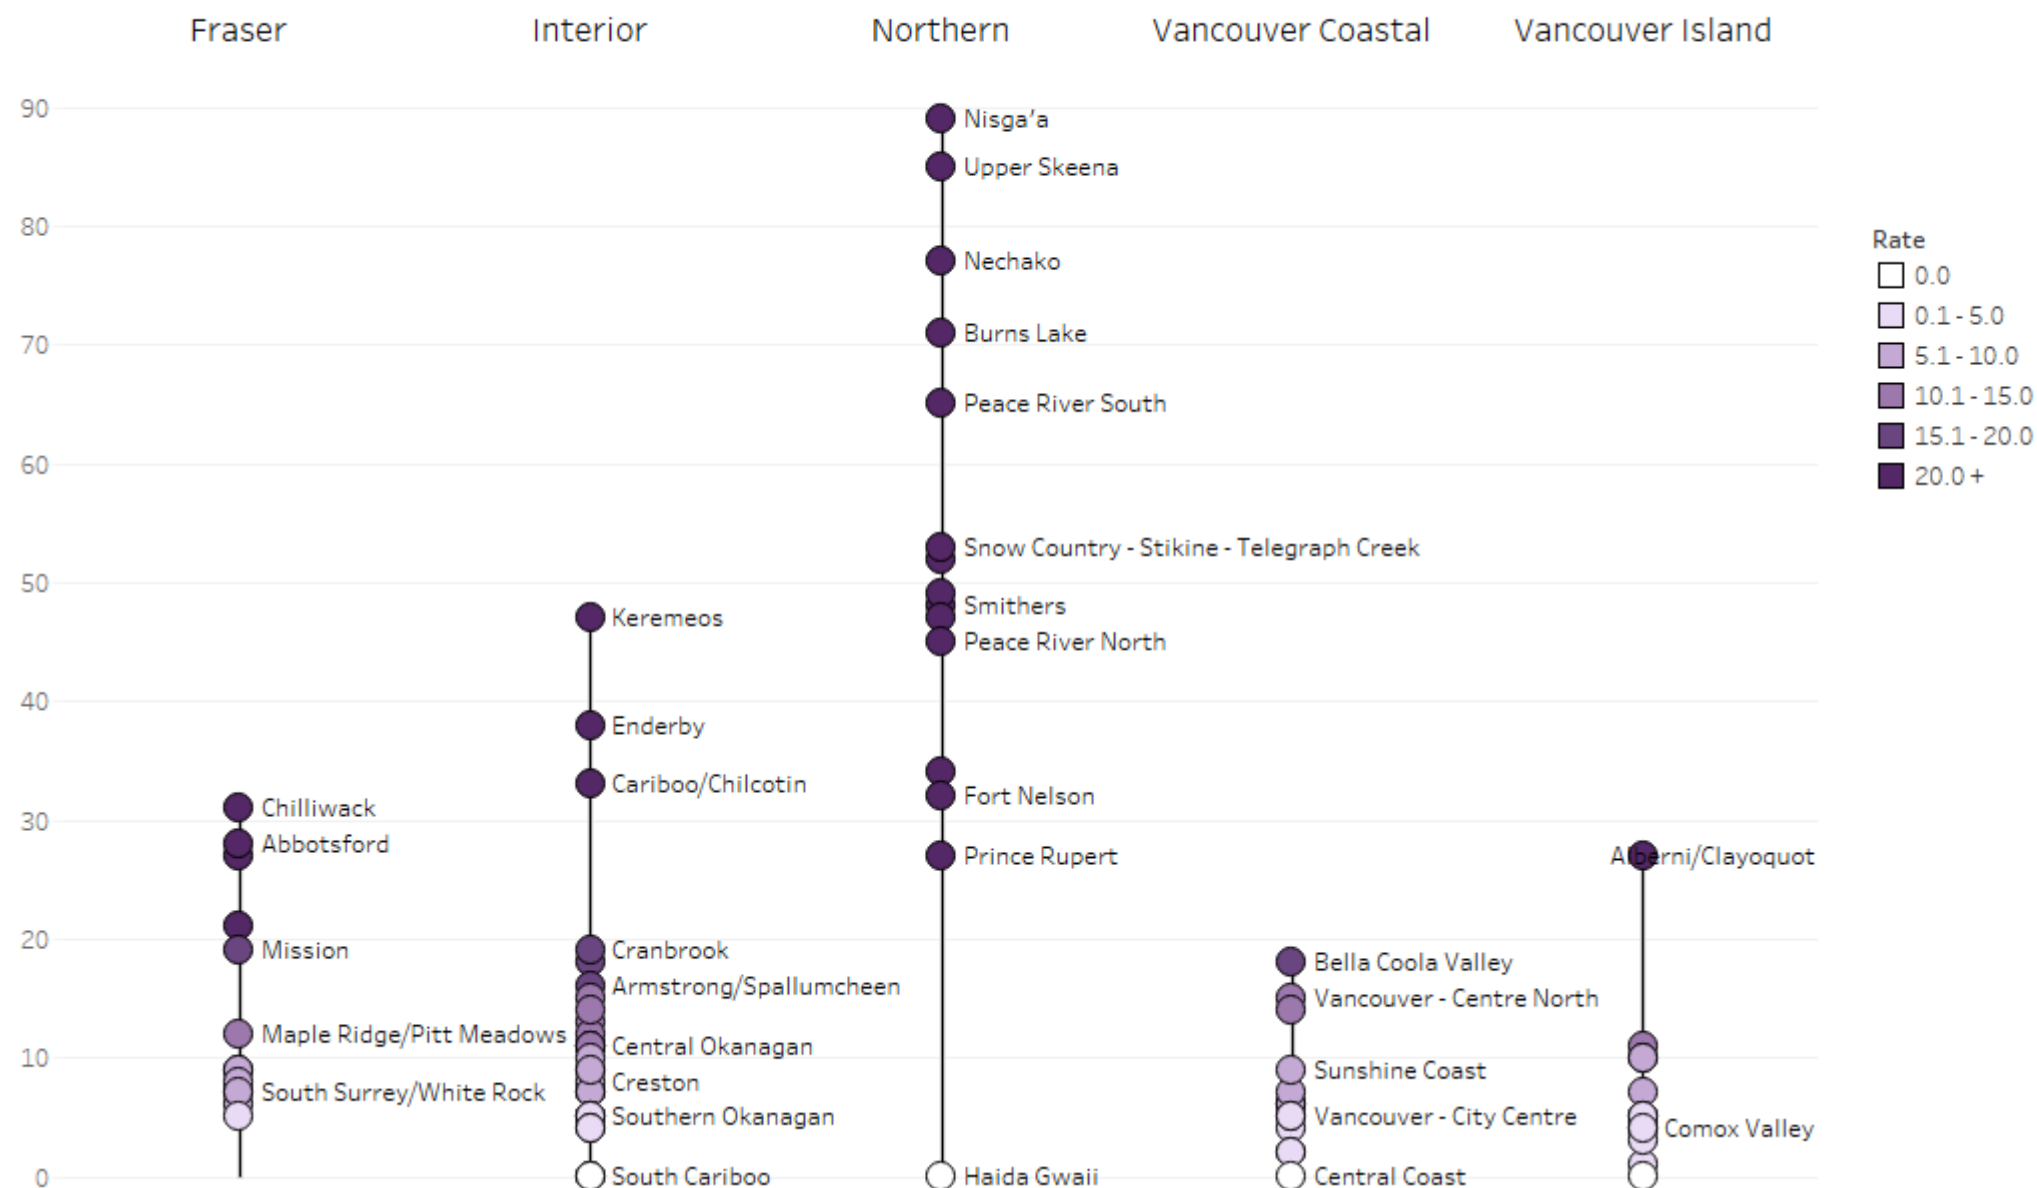 Fraser
Interior
Northern
Vancouver Coastal
Vancouver Island
90
Nisga’a
Upper Skeena
80
Rate
0.0
Nechako
0.1 - 5.0
Burns Lake
70
5.1 - 10.0
10.1 - 15.0
Peace River South
15.1 - 20.0
60
20.0 +
Snow Country - Stikine - Telegraph Creek
50
Smithers
Keremeos
Peace River North
40
Enderby
Cariboo/Chilcotin
Fort Nelson
Chilliwack
30
Abbotsford
Prince Rupert
Alberni/Clayoquot
20
Mission
Cranbrook
Bella Coola Valley
Armstrong/Spallumcheen
Vancouver - Centre North
Maple Ridge/Pitt Meadows
Central Okanagan
10
Sunshine Coast
Creston
South Surrey/White Rock
Southern Okanagan
Vancouver - City Centre
Comox Valley
0
South Cariboo
Haida Gwaii
Central Coast